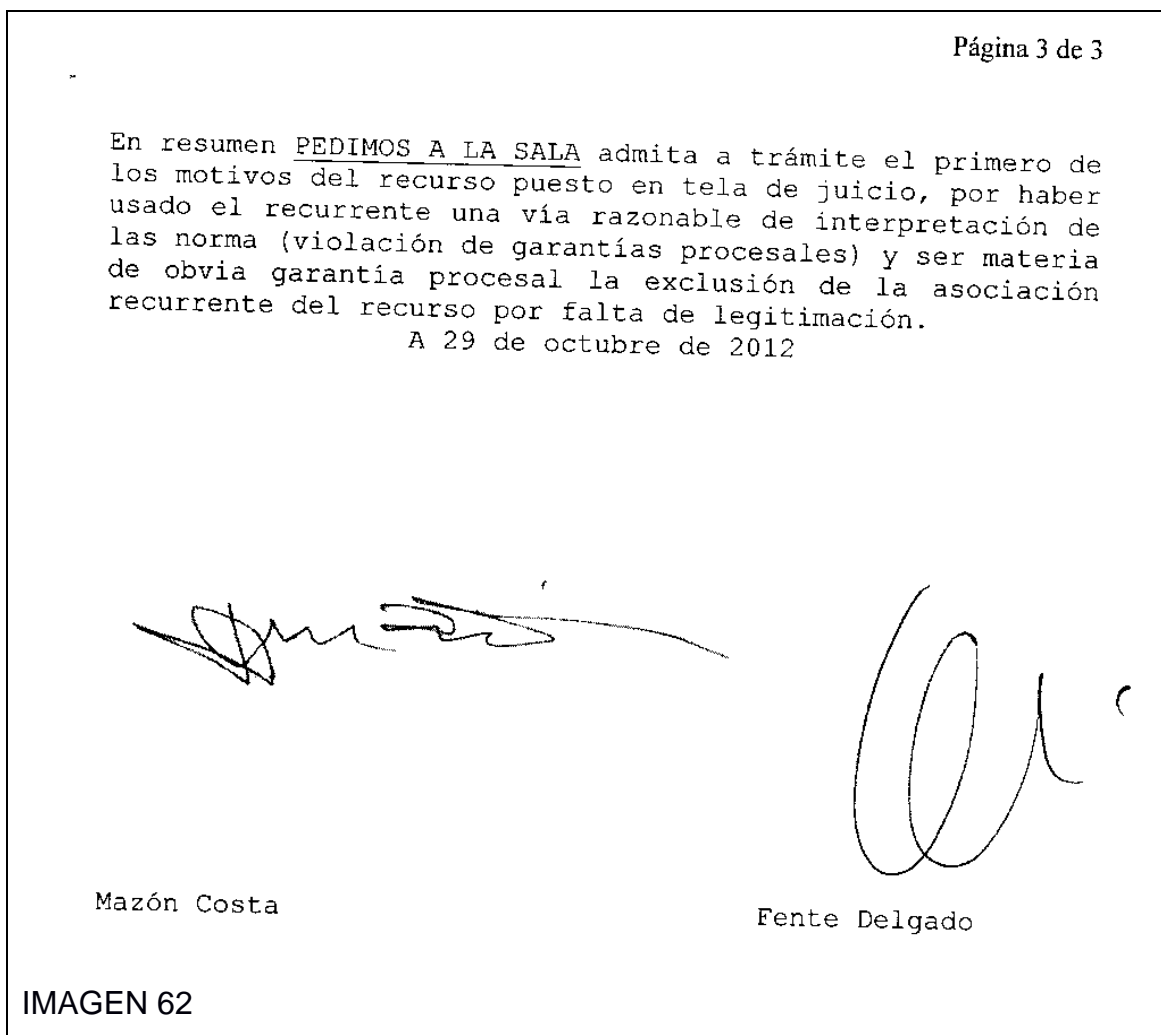 Página 3 de 3
En resumen PEDIMOS A LA SALA admita a trámite el primero de
los motivos del recurso puesto en tela de juicio, por haber
usado el recurrente una vía razonable de interpretación de
las norma (violación de garantías procesales) y ser materia
de obvia garantía procesal la exclusión de la asociación
recurrente del recurso por falta de legitimación.
A 29 de octubre de 2012
Mazón Costa
Fente Delgado
IMAGEN 62